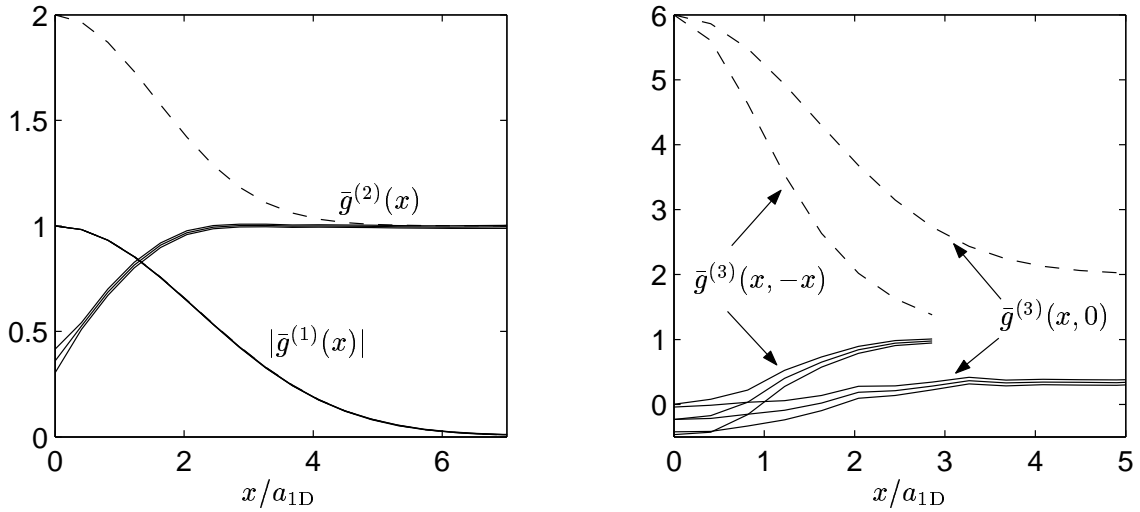 2
1.5
1
0.5
0
0 2 4 6
x/a_{1D}
ḡ^{(2)}(x)
|ḡ^{(1)}(x)|
6
5
4
3
2
1
0
0 1 2 3 4 5
x/a_{1D}
ḡ^{(3)}(x, −x)
ḡ^{(3)}(x, 0)